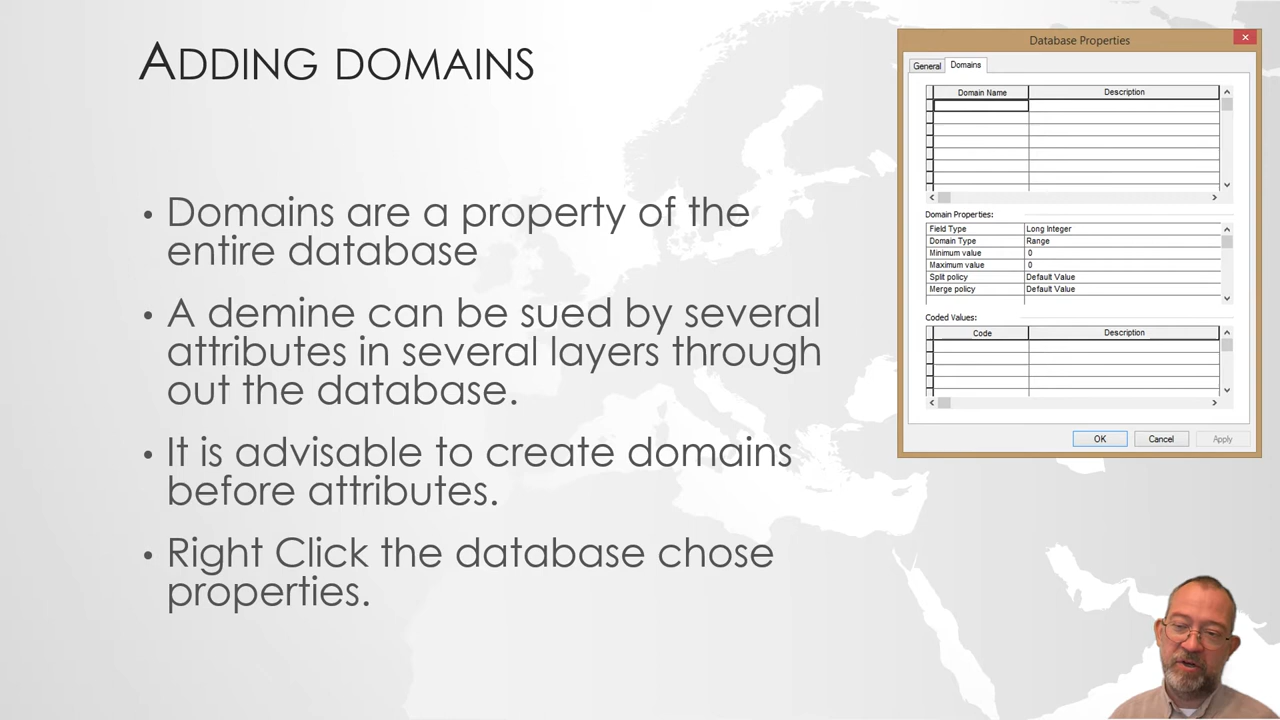 ADDING DOMAINS
• Domains are a property of the
entire database
• A demine can be sued by several
attributes in several layers through
out the database.
• It is advisable to create domains
before attributes.
• Right Click the database chose
properties.
Database Properties
General Domains
Domain Name Description
Domain Properties:
Field Type Long Integer
Domain Type Range
Minimum value 0
Maximum value 0
Split policy Default Value
Merge policy Default Value
Coded Values:
Code Description
OK Cancel Apply